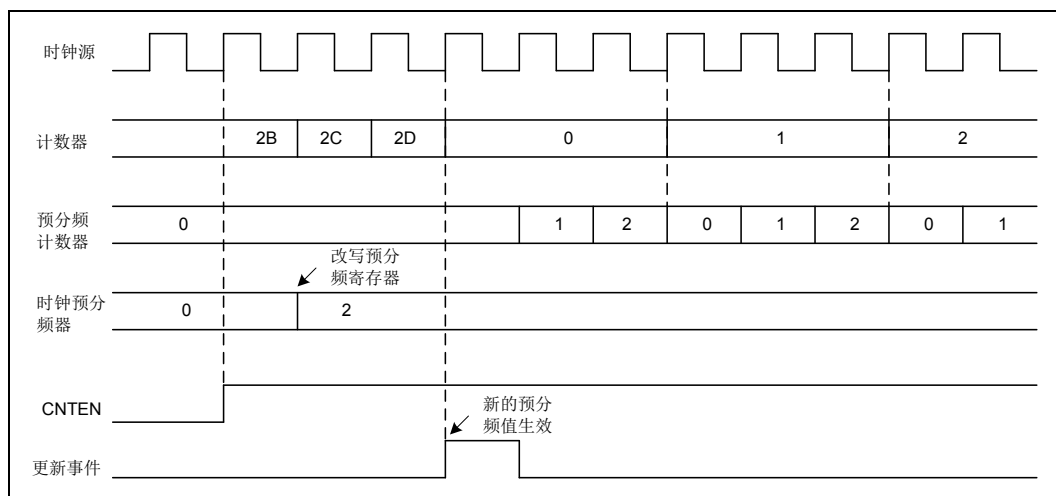 时钟源
计数器
2B 2C 2D 0 1 2
预分频
计数器
0 1 2 0 1 2 0 1
改写预分
频寄存器
时钟预分
频器
0 2
CNTEN
新的预分
频值生效
更新事件